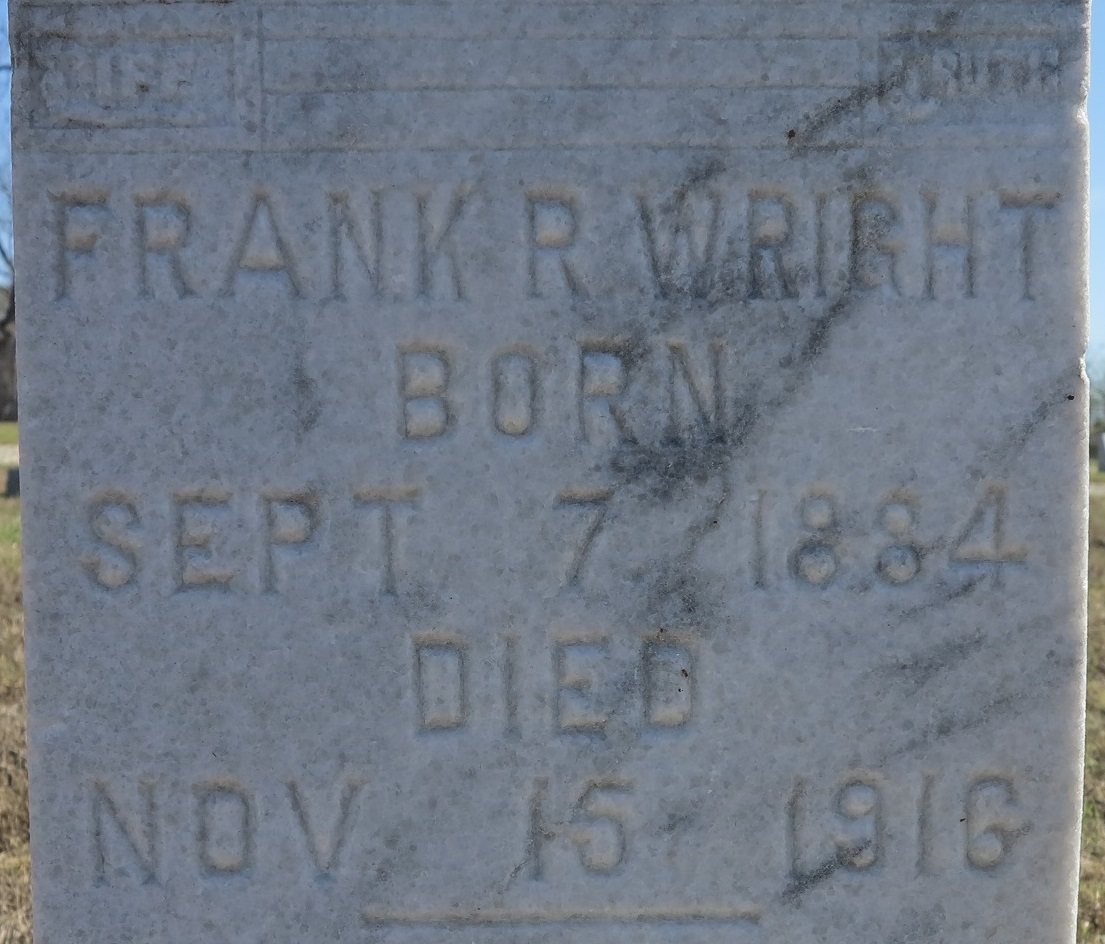 FRANK R WRIGHT
BORN
SEPT 7 1884
DIED
NOV 15 1916